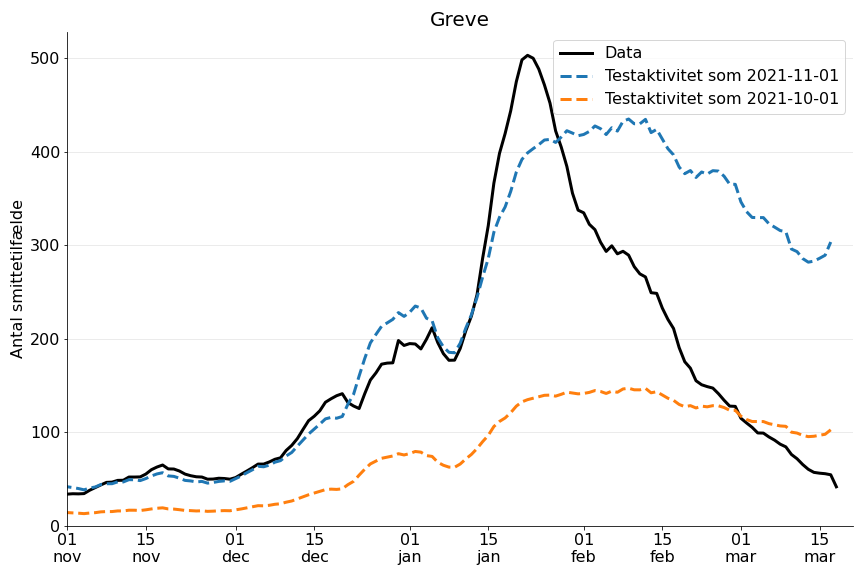 Greve
Data
Testaktivitet som 2021-11-01
Testaktivitet som 2021-10-01
Antal smittetilfælde
500
400
300
200
100
0
01 15 01 15 01 15 01 15 01 15
nov nov dec dec jan jan feb feb mar mar